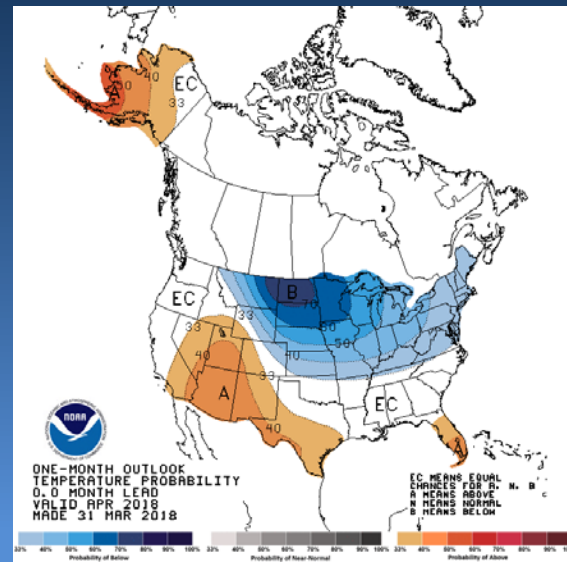 EC
40
50
A
33
B
70
EC
33
60
50
33
40
40
33
A
EC
40
A
NOAA
ONE-MONTH OUTLOOK
TEMPERATURE PROBABILITY
0.0 MONTH LEAD
VALID APR 2018
MADE 31 MAR 2018
EC MEANS EQUAL
CHANCES FOR A, N, B
A MEANS ABOVE
N MEANS NORMAL
B MEANS BELOW
33% 40% 50% 60% 70% 80% 90% 100%
Probability of Below
33% 40% 50% 60% 70% 80% 90% 100%
Probability of Near-Normal
33% 40% 50% 60% 70% 80% 90% 100%
Probability of Above